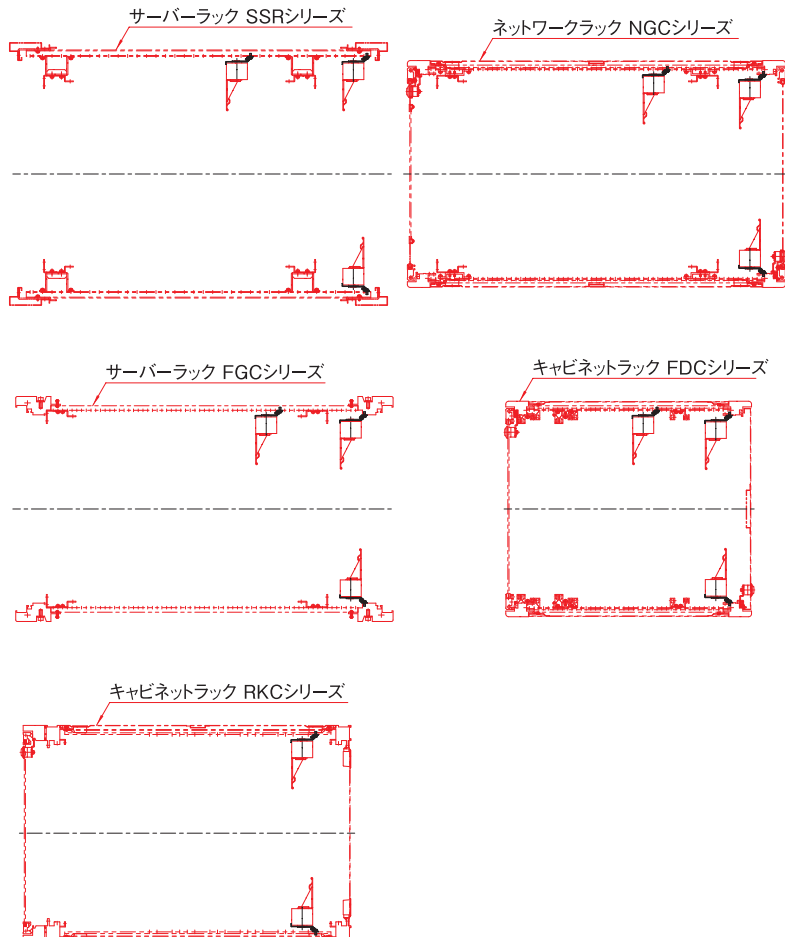 サーバーラック SSRシリーズ
ネットワークラック NGCシリーズ
サーバーラック FGCシリーズ
キャビネットラック FDCシリーズ
キャビネットラック RKCシリーズ